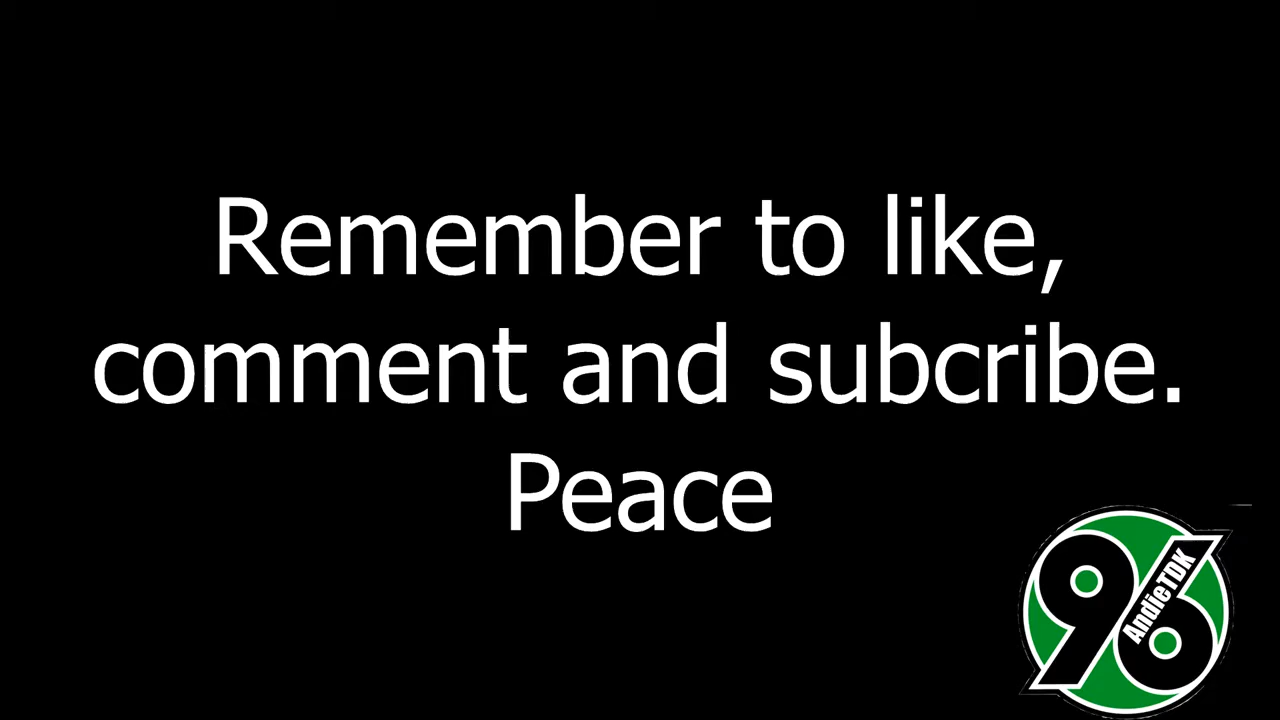 Remember to like,
comment and subcribe.
Peace
96
AndieTDK